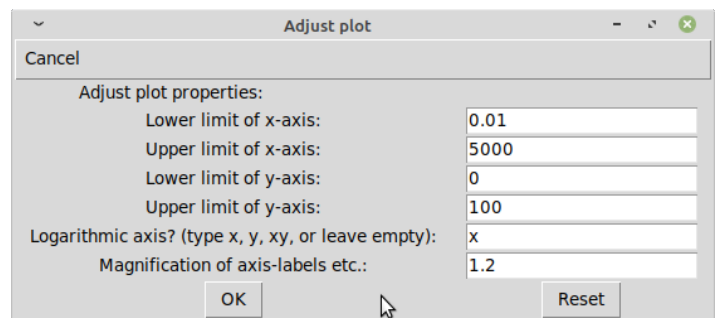 Adjust plot
Cancel
Adjust plot properties:
Lower limit of x-axis: 0.01
Upper limit of x-axis: 5000
Lower limit of y-axis: 0
Upper limit of y-axis: 100
Logarithmic axis? (type x, y, xy, or leave empty): x
Magnification of axis-labels etc.: 1.2
OK Reset